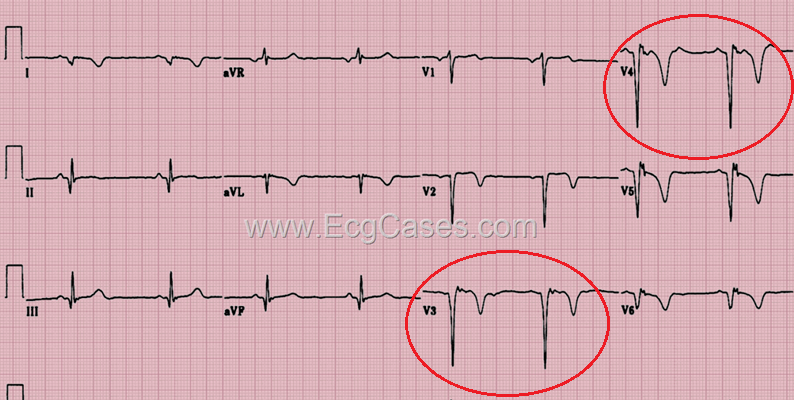 I aVR V1 V4
II aVL V2 V5
www.EcgCases.com
III aVF V3 V6